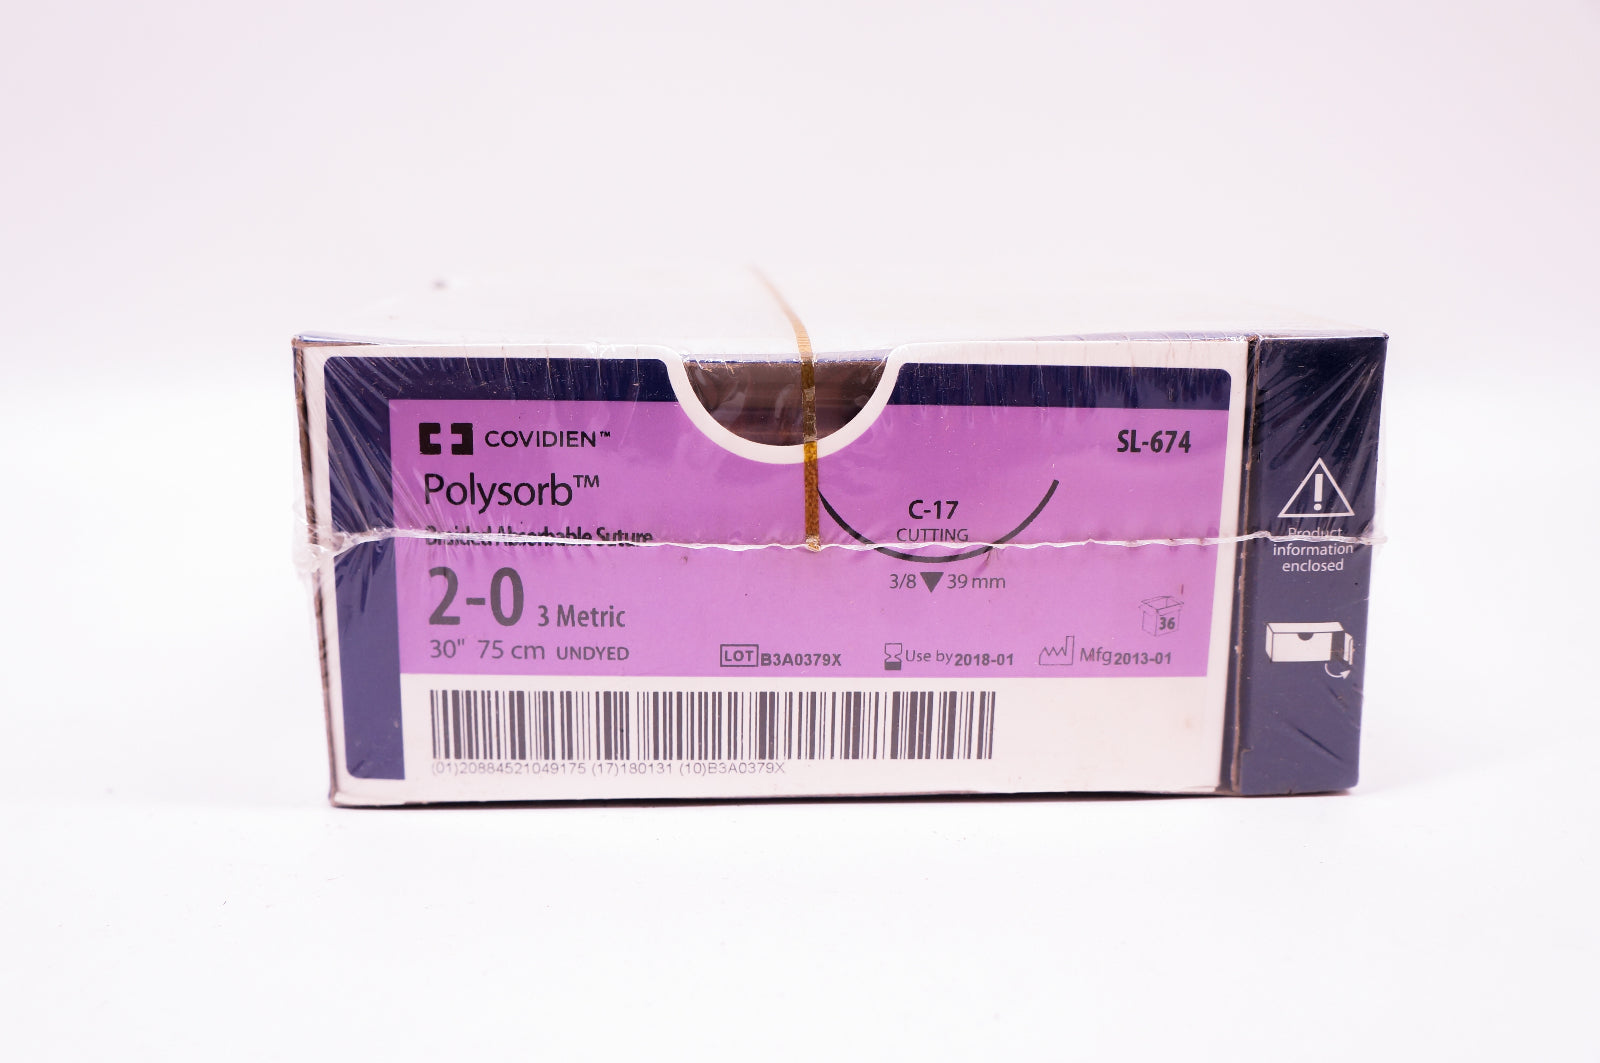 COVIDIEN™
SL-674
Polysorb™
Braided Absorbable Suture
C-17
CUTTING
2-0 3 Metric
3/8 39 mm
30" 75 cm UNDYED
36
LOT B3A0379X
Use by 2018-01
Mfg 2013-01
(01)20884521049175 (17)180131 (10)B3A0379X
Product
information
enclosed